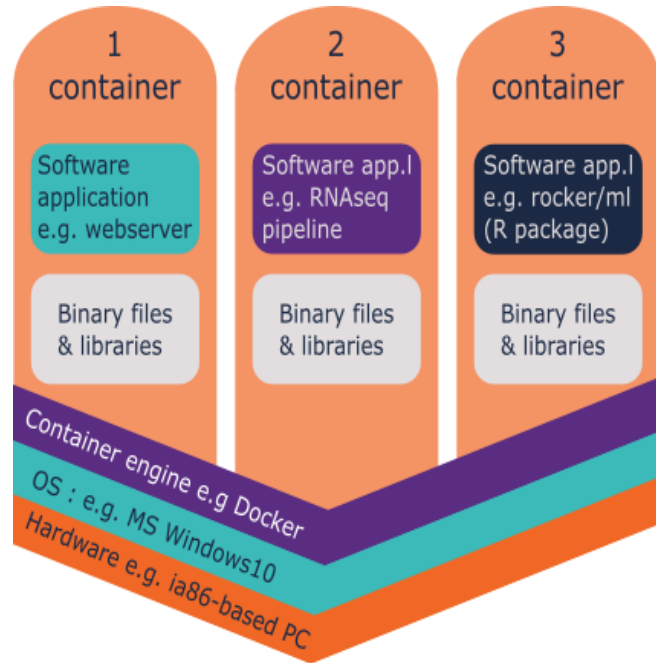 1
container
Software
application
e.g. webserver
Binary files
& libraries
2
container
Software app.l
e.g. RNAseq
pipeline
Binary files
& libraries
3
container
Software app.l
e.g. rocker/ml
(R package)
Binary files
& libraries
Container engine e.g Docker
OS : e.g. MS Windows10
Hardware e.g. ia86-based PC